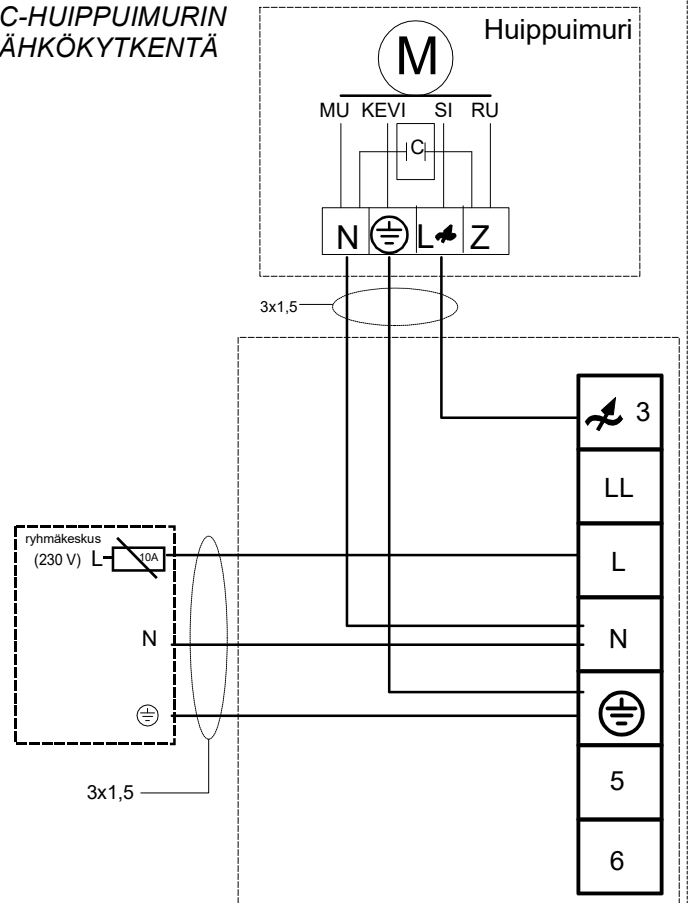 C-HUIPPUIMURIN
ÄHKÖKYTKENTÄ
Huippuimuri
M
MU KEVI SI RU
C
N L Z
3x1,5
3
LL
ryhmäkeskus
(230 V) L 10A
L
N
N
5
3x1,5
6